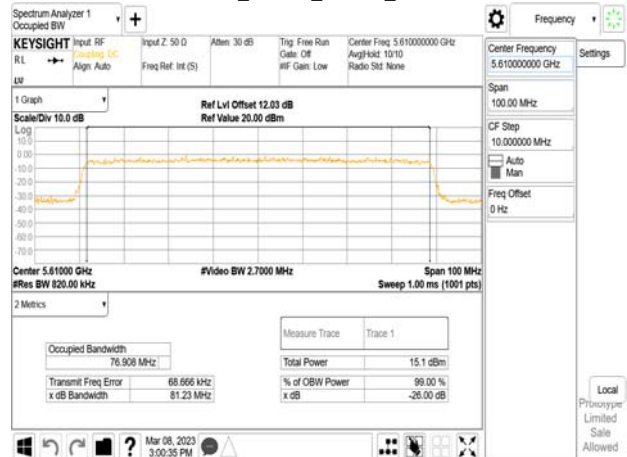 Spectrum Analyzer 1
Occupied BW
+
Frequency
KEYSIGHT
Input: RF
Coupling: DC
Align: Auto
Input Z: 50 Ω
Freq Ref: Int (S)
Atten: 30 dB
Trig: Free Run
Gate: Off
#IF Gain: Low
Center Freq: 5.610000000 GHz
Avg|Hold: 10/10
Radio Std: None
RL
LW
Center Frequency
5.610000000 GHz
Settings
Span
100.00 MHz
CF Step
10.000000 MHz
Auto
Man
Freq Offset
0 Hz
1 Graph
Scale/Div 10.0 dB
Ref Lvl Offset 12.03 dB
Ref Value 20.00 dBm
Log
10.0
0.00
-10.0
-20.0
-30.0
-40.0
-50.0
-60.0
-70.0
Center 5.61000 GHz
#Video BW 2.7000 MHz
Span 100 MHz
#Res BW 820.00 kHz
Sweep 1.00 ms (1001 pts)
2 Metrics
Measure Trace
Trace 1
Occupied Bandwidth
76.908 MHz
Total Power
15.1 dBm
Transmit Freq Error
68.666 kHz
% of OBW Power
99.00 %
x dB Bandwidth
81.23 MHz
x dB
-26.00 dB
Local
Prototype
Limited
Sale
Allowed
?
Mar 08, 2023
3:00:35 PM